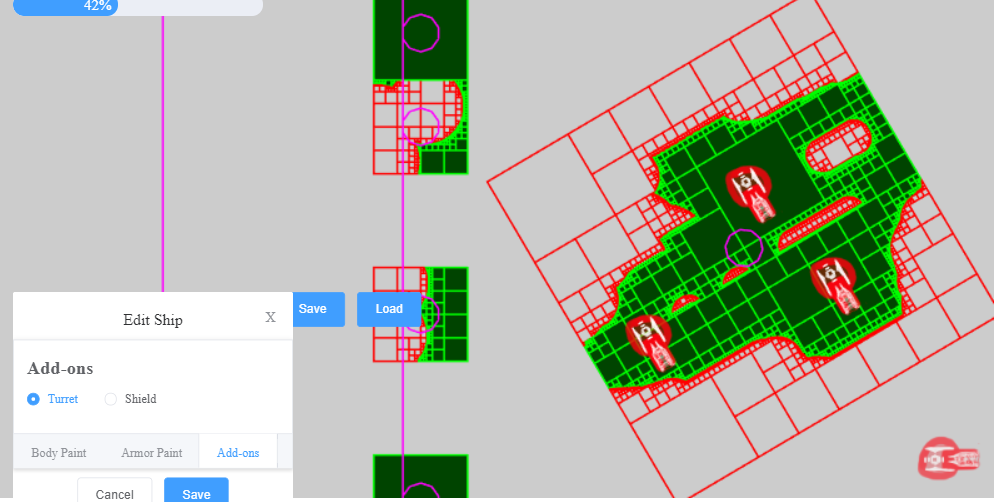 42%
Edit Ship X
Save Load
Add-ons
Turret Shield
Body Paint Armor Paint Add-ons
Cancel Save